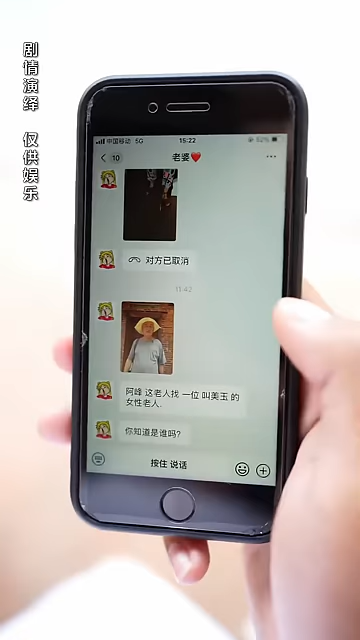 剧情演绎 仅供娱乐
中国移动 5G
15:22
62%
10
老婆❤️
对方已取消
11:42
阿峰 这老人找 一位 叫美玉 的
女性老人.
你知道是谁吗?
按住 说话